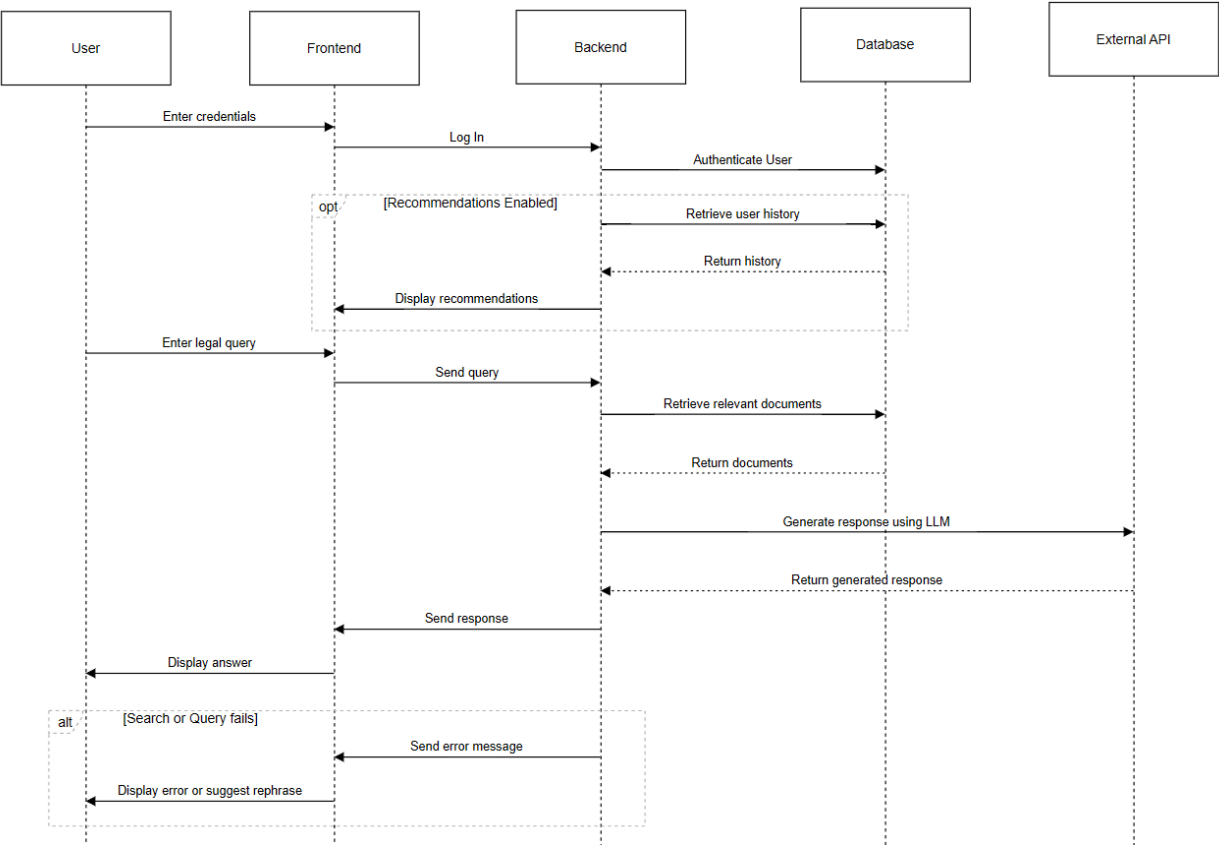 User
Frontend
Backend
Database
External API
Enter credentials
Log In
Authenticate User
opt
[Recommendations Enabled]
Retrieve user history
Return history
Display recommendations
Enter legal query
Send query
Retrieve relevant documents
Return documents
Generate response using LLM
Return generated response
Send response
Display answer
alt
[Search or Query fails]
Send error message
Display error or suggest rephrase